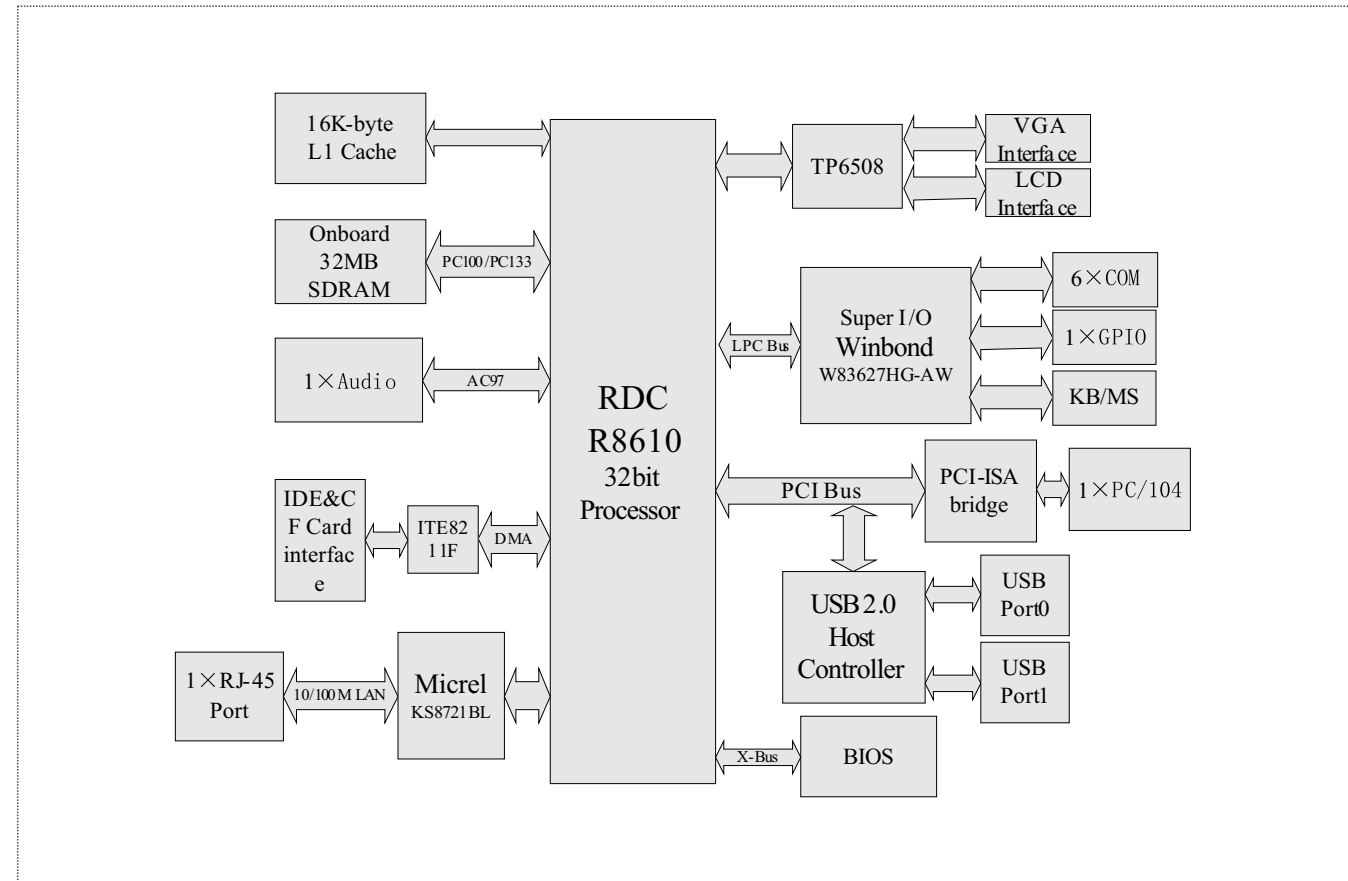 16K-byte
L1 Cache
Onboard
32MB
SDRAM
PC100/PC133
1×Audio
AC97
IDE&C
F Card
interfac
e
ITE82
11F
DMA
1×RJ-45
Port
10/100M LAN
Micrel
KS8721BL
RDC
R8610
32bit
Processor
TP6508
VGA
Interface
LCD
Interface
LPC Bus
Super I/O
Winbond
W83627HG-AW
6×COM
1×GPIO
KB/MS
PCI Bus
PCI-ISA
bridge
1×PC/104
USB 2.0
Host
Controller
USB
Port0
USB
Port1
X-Bus
BIOS